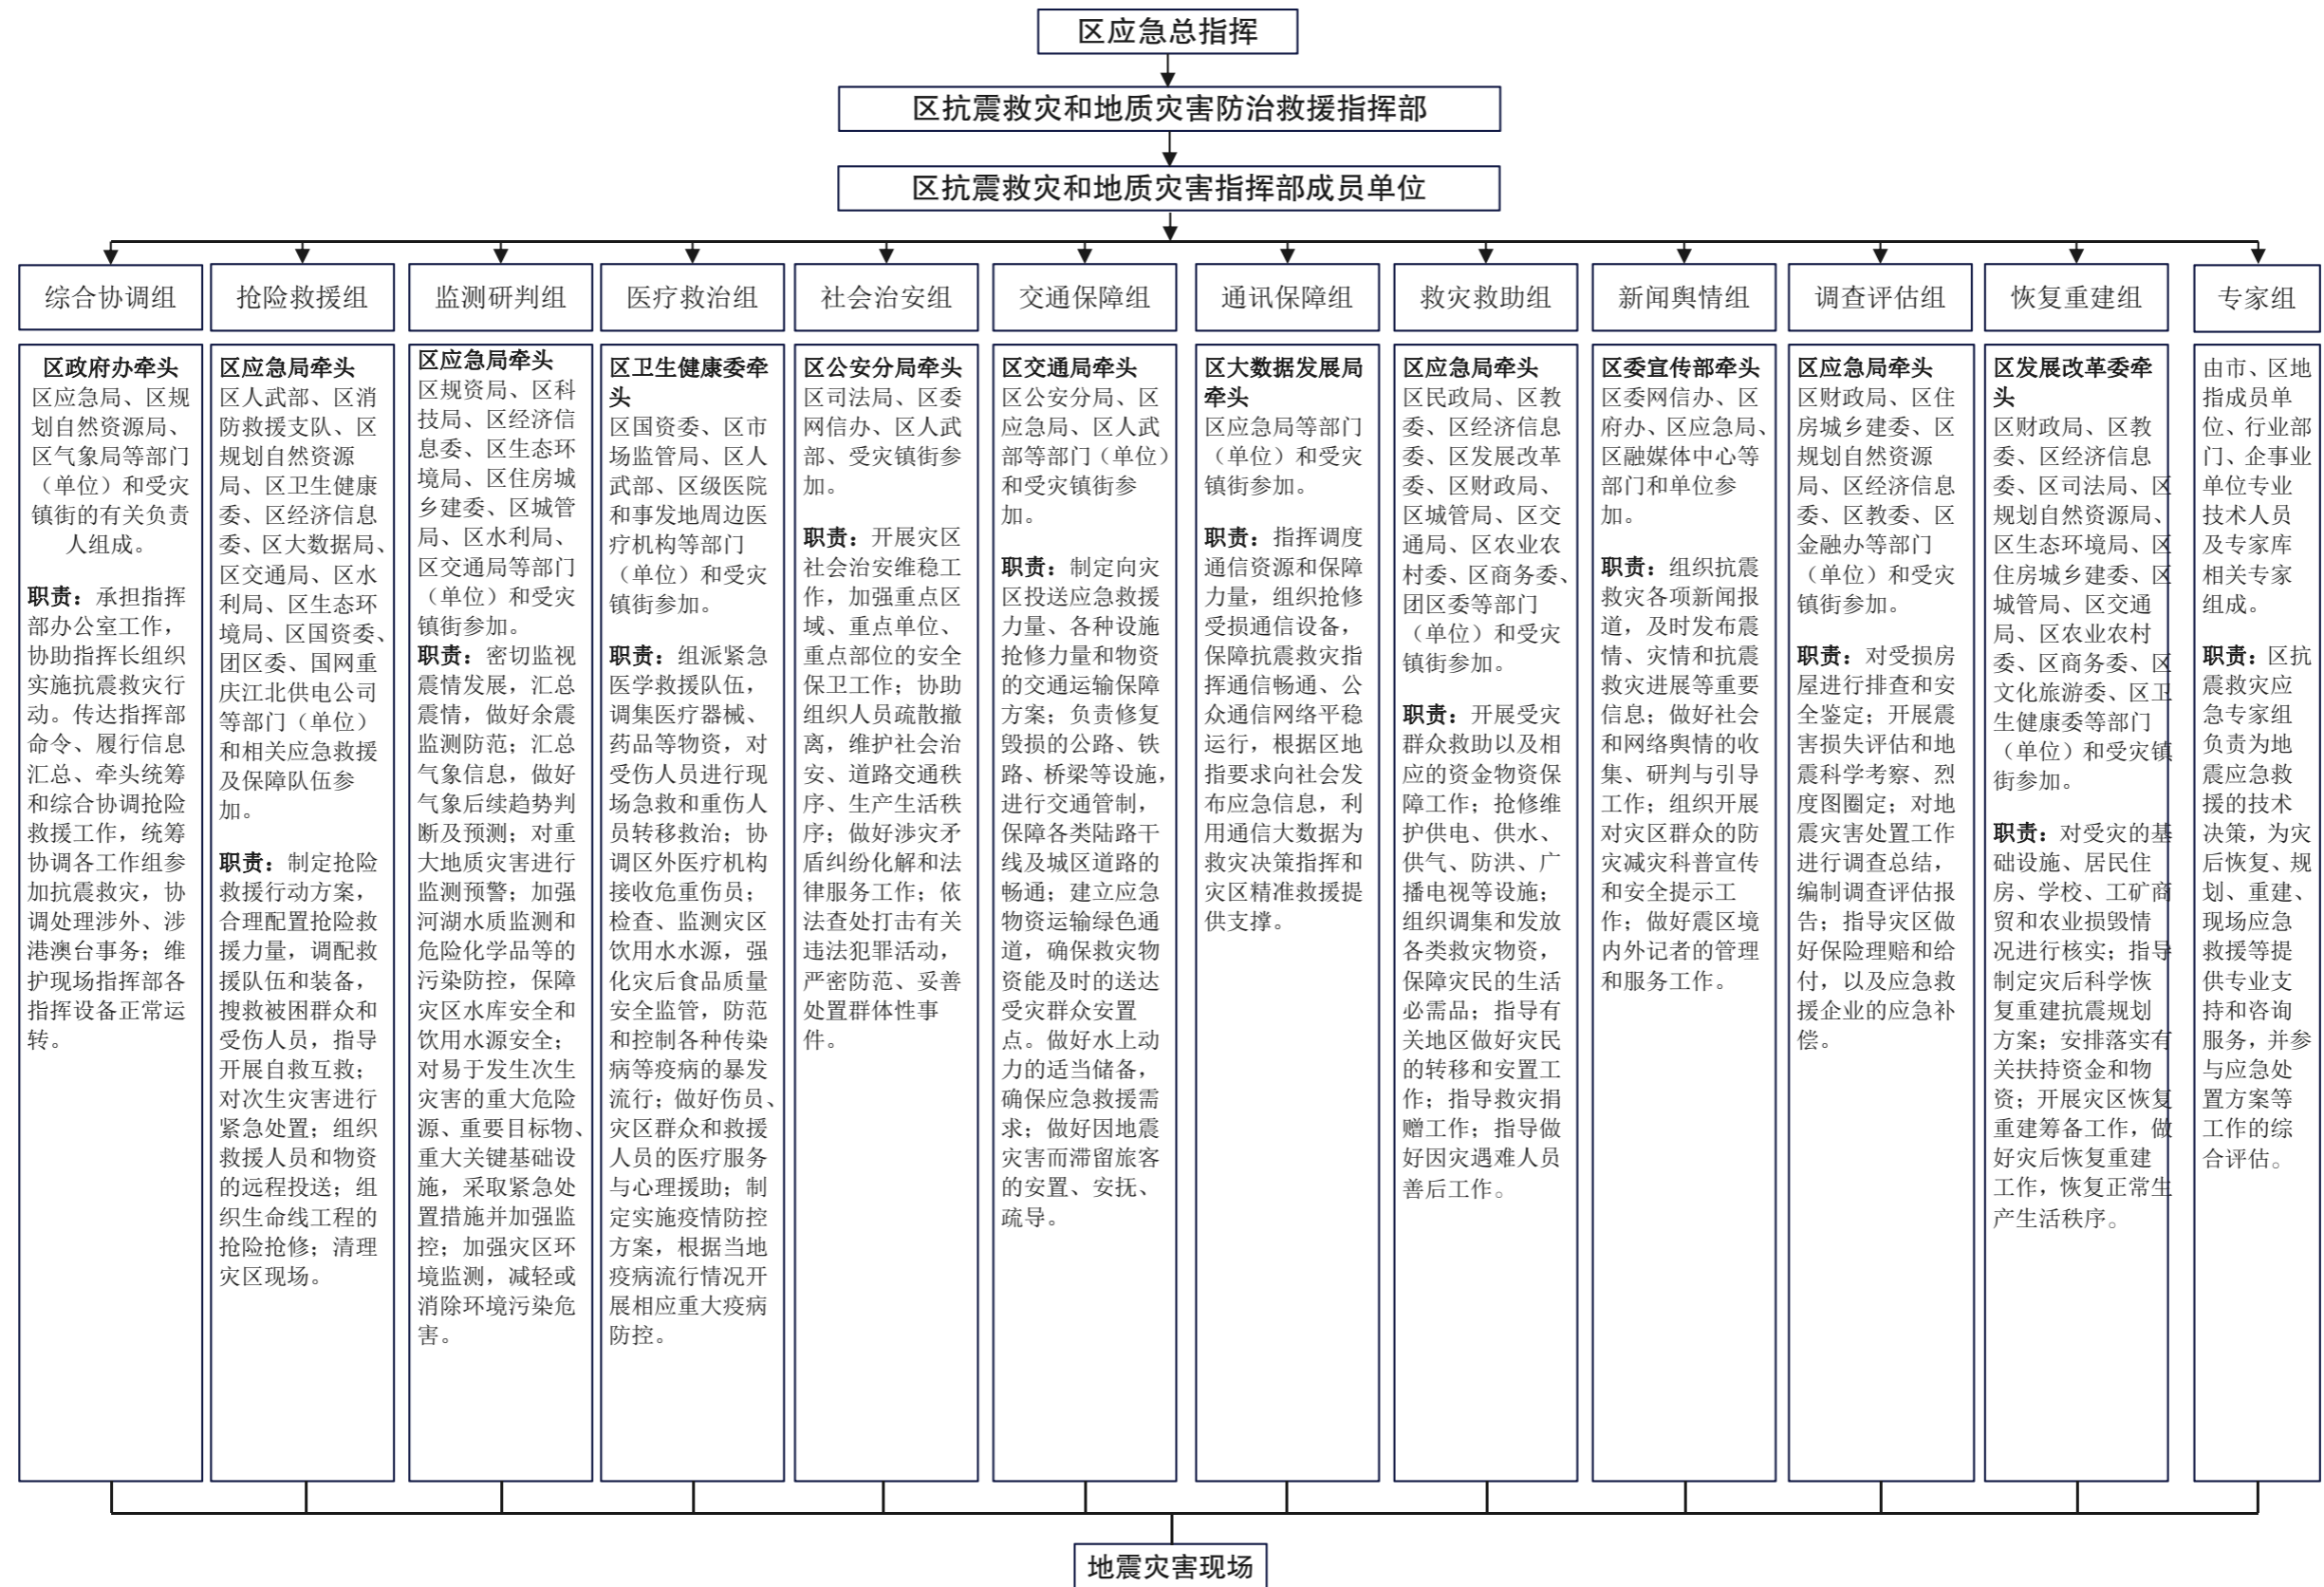 区应急总指挥
区抗震救灾和地质灾害防治救援指挥部
区抗震救灾和地质灾害指挥部成员单位
综合协调组
区政府办牵头
区应急局、区规
划自然资源局、
区气象局等部门
（单位）和受灾
镇街的有关负责
人组成。
职责：承担指挥
部办公室工作，
协助指挥长组织
实施抗震救灾行
动。传达指挥部
命令、履行信息
汇总、牵头统筹
和综合协调抢险
救援工作，统筹
协调各工作组参
加抗震救灾，协
调处理涉外、涉
港澳台事务；维
护现场指挥部各
指挥设备正常运
转。
抢险救援组
区应急局牵头
区人武部、区消
防救援支队、区
规划自然资源
局、区卫生健康
委、区经济信息
委、区大数据局、
区交通局、区水
利局、区生态环
境局、区国资委、
团区委、国网重
庆江北供电公司
等部门（单位）
和相关应急救援
及保障队伍参
加。
职责：制定抢险
救援行动方案，
合理配置抢险救
援力量，调配救
援队伍和装备，
搜救被困群众和
受伤人员，指导
开展自救互救；
对次生灾害进行
紧急处置；组织
救援人员和物资
的远程投送；组
织生命线工程的
抢险抢修；清理
灾区现场。
监测研判组
区应急局牵头
区规资局、区科
技局、区经济信
息委、区生态环
境局、区住房城
乡建委、区城管
局、区水利局、
区交通局等部门
（单位）和受灾
镇街参加。
职责：密切监视
震情发展，汇总
震情，做好余震
监测防范；汇总
气象信息，做好
气象后续趋势判
断及预测；对重
大地质灾害进行
监测预警；加强
河湖水质监测和
危险化学品等的
污染防控，保障
灾区水库安全和
饮用水源安全；
对易于发生次生
灾害的重大危险
源、重要目标物、
重大关键基础设
施，采取紧急处
置措施并加强监
控；加强灾区环
境监测，减轻或
消除环境污染危
害。
医疗救治组
区卫生健康委牵
头
区国资委、区市
场监管局、区人
武部、区级医院
和事发地周边医
疗机构等部门
（单位）和受灾
镇街参加。
职责：组派紧急
医学救援队伍，
调集医疗器械、
药品等物资，对
受伤人员进行现
场急救和重伤人
员转移救治；协
调区外医疗机构
接收危重伤员；
检查、监测灾区
饮用水水源，强
化灾后食品质量
安全监管，防范
和控制各种传染
病等疫病的暴发
流行；做好伤员、
灾区群众和救援
人员的医疗服务
与心理援助；制
定实施疫情防控
方案，根据当地
疫病流行情况开
展相应重大疫病
防控。
社会治安组
区公安分局牵头
区司法局、区委
网信办、区人武
部、受灾镇街参
加。
职责：开展灾区
社会治安维稳工
作，加强重点区
域、重点单位、
重点部位的安全
保卫工作；协助
组织人员疏散撤
离，维护社会治
安、道路交通秩
序、生产生活秩
序；做好涉灾矛
盾纠纷化解和法
律服务工作；依
法查处打击有关
违法犯罪活动，
严密防范、妥善
处置群体性事
件。
交通保障组
区交通局牵头
区公安分局、区
应急局、区人武
部等部门（单位）
和受灾镇街参
加。
职责：制定向灾
区投送应急救援
力量、各种设施
抢修力量和物资
的交通运输保障
方案；负责修复
毁损的公路、铁
路、桥梁等设施，
进行交通管制，
保障各类陆路干
线及城区道路的
畅通；建立应急
物资运输绿色通
道，确保救灾物
资能及时的送达
受灾群众安置
点。做好水上动
力的适当储备，
确保应急救援需
求；做好因地震
灾害而滞留旅客
的安置、安抚、
疏导。
通讯保障组
区大数据发展局
牵头
区应急局等部门
（单位）和受灾
镇街参加。
职责：指挥调度
通信资源和保障
力量，组织抢修
受损通信设备，
保障抗震救灾指
挥通信畅通、公
众通信网络平稳
运行，根据区地
指要求向社会发
布应急信息，利
用通信大数据为
救灾决策指挥和
灾区精准救援提
供支撑。
救灾救助组
区应急局牵头
区民政局、区教
委、区经济信息
委、区发展改革
委、区财政局、
区城管局、区交
通局、区农业农
村委、区商务委、
团区委等部门
（单位）和受灾
镇街参加。
职责：开展受灾
群众救助以及相
应的资金物资保
障工作；抢修维
护供电、供水、
供气、防洪、广
播电视等设施；
组织调集和发放
各类救灾物资，
保障灾民的生活
必需品；指导有
关地区做好灾民
的转移和安置工
作；指导救灾捐
赠工作；指导做
好因灾遇难人员
善后工作。
新闻舆情组
区委宣传部牵头
区委网信办、区
府办、区应急局、
区融媒体中心等
部门和单位参
加。
职责：组织抗震
救灾各项新闻报
道，及时发布震
情、灾情和抗震
救灾进展等重要
信息；做好社会
和网络舆情的收
集、研判与引导
工作；组织开展
对灾区群众的防
灾减灾科普宣传
和安全提示工
作；做好震区境
内外记者的管理
和服务工作。
调查评估组
区应急局牵头
区财政局、区住
房城乡建委、区
规划自然资源
局、区经济信息
委、区教委、区
金融办等部门
（单位）和受灾
镇街参加。
职责：对受损房
屋进行排查和安
全鉴定；开展震
害损失评估和地
震科学考察、烈
度图圈定；对地
震灾害处置工作
进行调查总结，
编制调查评估报
告；指导灾区做
好保险理赔和给
付，以及应急救
援企业的应急补
偿。
恢复重建组
区发展改革委牵
头
区财政局、区教
委、区经济信息
委、区司法局、区
规划自然资源局、
区生态环境局、区
住房城乡建委、区
城管局、区交通
局、区农业农村
委、区商务委、区
文化旅游委、区卫
生健康委等部门
（单位）和受灾镇
街参加。
职责：对受灾的基
础设施、居民住
房、学校、工矿商
贸和农业损毁情
况进行核实；指导
制定灾后科学恢
复重建抗震规划
方案；安排落实有
关扶持资金和物
资；开展灾区恢复
重建筹备工作，做
好灾后恢复重建
工作，恢复正常生
产生活秩序。
专家组
由市、区地
指成员单
位、行业部
门、企事业
单位专业
技术人员
及专家库
相关专家
组成。
职责：区抗
震救灾应
急专家组
负责为地
震应急救
援的技术
决策，为灾
后恢复、规
划、重建、
现场应急
救援等提
供专业支
持和咨询
服务，并参
与应急处
置方案等
工作的综
合评估。
地震灾害现场